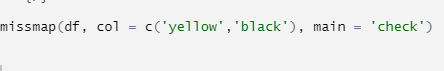 missmap(df, col = c('yellow','black'), main = 'check')